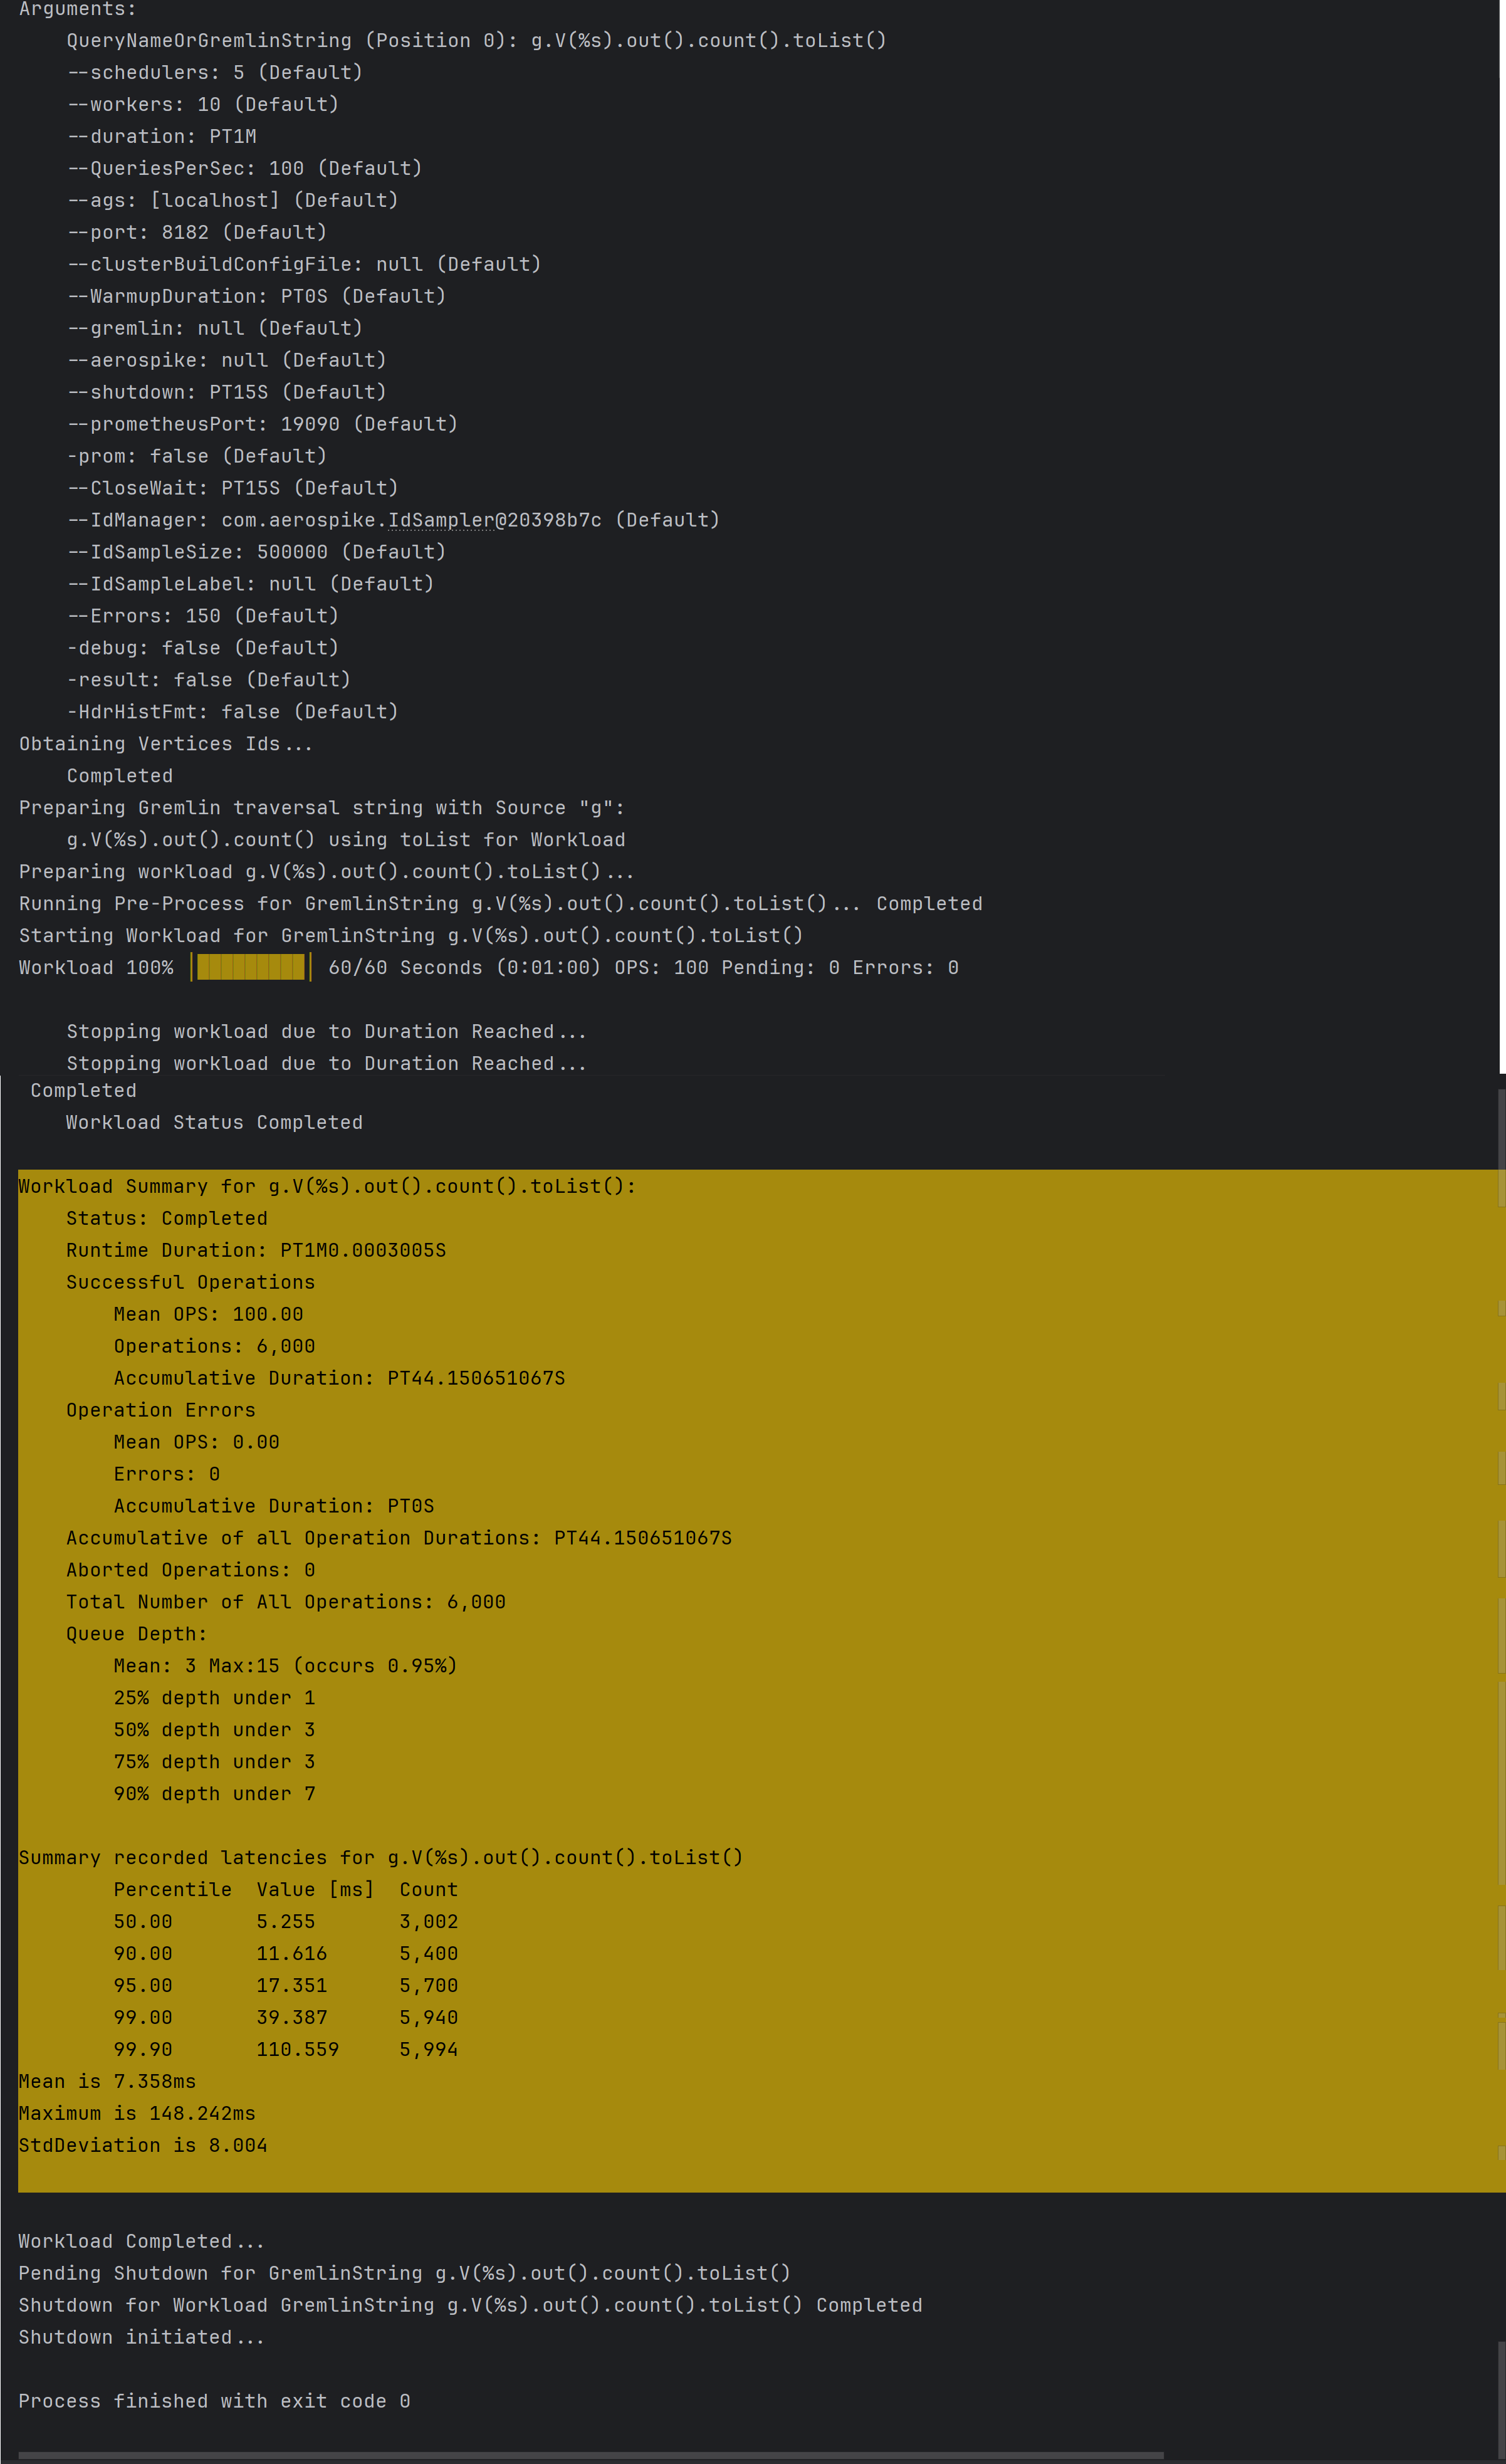 Arguments:
QueryNameOrGremlinString (Position 0): g.V(%s).out().count().toList()
--schedulers: 5 (Default)
--workers: 10 (Default)
--duration: PT1M
--QueriesPerSec: 100 (Default)
--ags: [localhost] (Default)
--port: 8182 (Default)
--clusterBuildConfigFile: null (Default)
--WarmupDuration: PT0S (Default)
--gremlin: null (Default)
--aerospike: null (Default)
--shutdown: PT15S (Default)
--prometheusPort: 19090 (Default)
-prom: false (Default)
--CloseWait: PT15S (Default)
--IdManager: com.aerospike.IdSampler@20398b7c (Default)
--IdSampleSize: 500000 (Default)
--IdSampleLabel: null (Default)
--Errors: 150 (Default)
-debug: false (Default)
-result: false (Default)
-HdrHistFmt: false (Default)
Obtaining Vertices Ids...
Completed
Preparing Gremlin traversal string with Source "g":
g.V(%s).out().count() using toList for Workload
Preparing workload g.V(%s).out().count().toList()...
Running Pre-Process for GremlinString g.V(%s).out().count().toList()... Completed
Starting Workload for GremlinString g.V(%s).out().count().toList()
Workload 100% │█████████│ 60/60 Seconds (0:01:00) OPS: 100 Pending: 0 Errors: 0
Stopping workload due to Duration Reached...
Stopping workload due to Duration Reached...
Completed
Workload Status Completed
Workload Summary for g.V(%s).out().count().toList():
Status: Completed
Runtime Duration: PT1M0.0003005S
Successful Operations
Mean OPS: 100.00
Operations: 6,000
Accumulative Duration: PT44.150651067S
Operation Errors
Mean OPS: 0.00
Errors: 0
Accumulative Duration: PT0S
Accumulative of all Operation Durations: PT44.150651067S
Aborted Operations: 0
Total Number of All Operations: 6,000
Queue Depth:
Mean: 3 Max:15 (occurs 0.95%)
25% depth under 1
50% depth under 3
75% depth under 3
90% depth under 7
Summary recorded latencies for g.V(%s).out().count().toList()
Percentile Value [ms] Count
50.00 5.255 3,002
90.00 11.616 5,400
95.00 17.351 5,700
99.00 39.387 5,940
99.90 110.559 5,994
Mean is 7.358ms
Maximum is 148.242ms
StdDeviation is 8.004
Workload Completed...
Pending Shutdown for GremlinString g.V(%s).out().count().toList()
Shutdown for Workload GremlinString g.V(%s).out().count().toList() Completed
Shutdown initiated...
Process finished with exit code 0